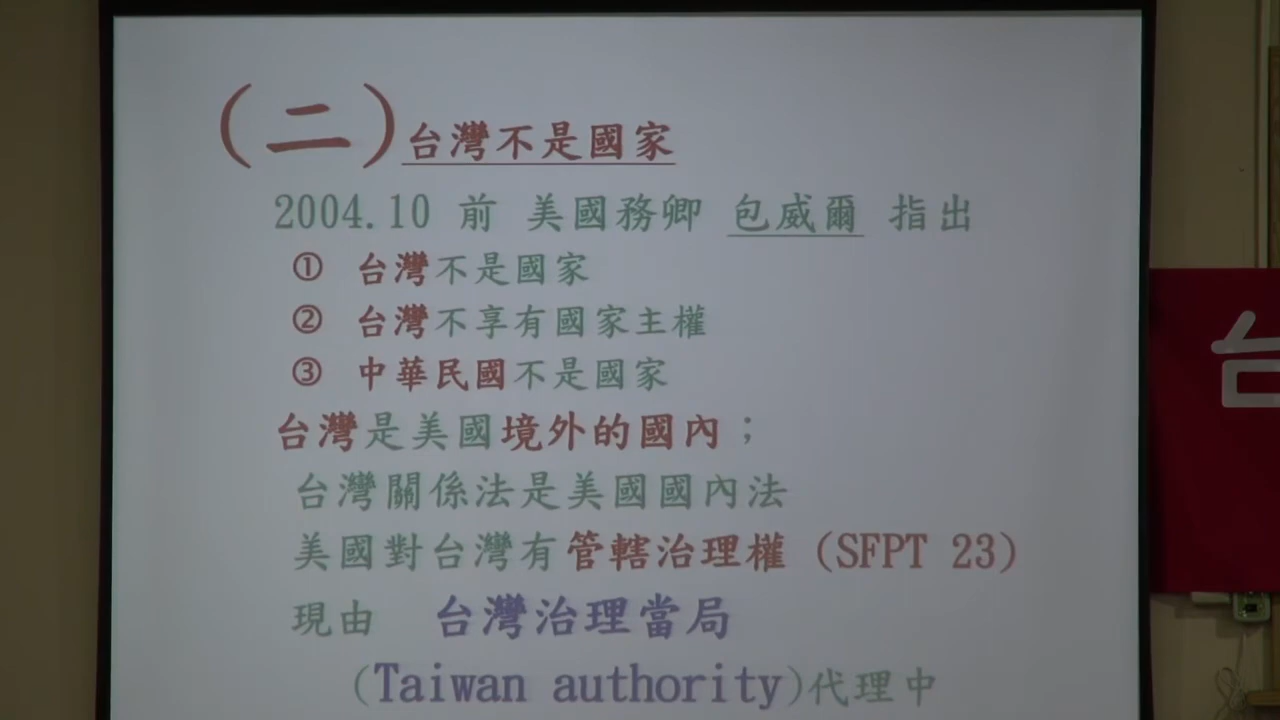 （二）台灣不是國家
2004.10 前 美國務卿 包威爾 指出
① 台灣不是國家
② 台灣不享有國家主權
③ 中華民國不是國家
台灣是美國境外的國內；
台灣關係法是美國國內法
美國對台灣有管轄治理權 (SFPT 23)
現由 台灣治理當局
(Taiwan authority)代理中
台